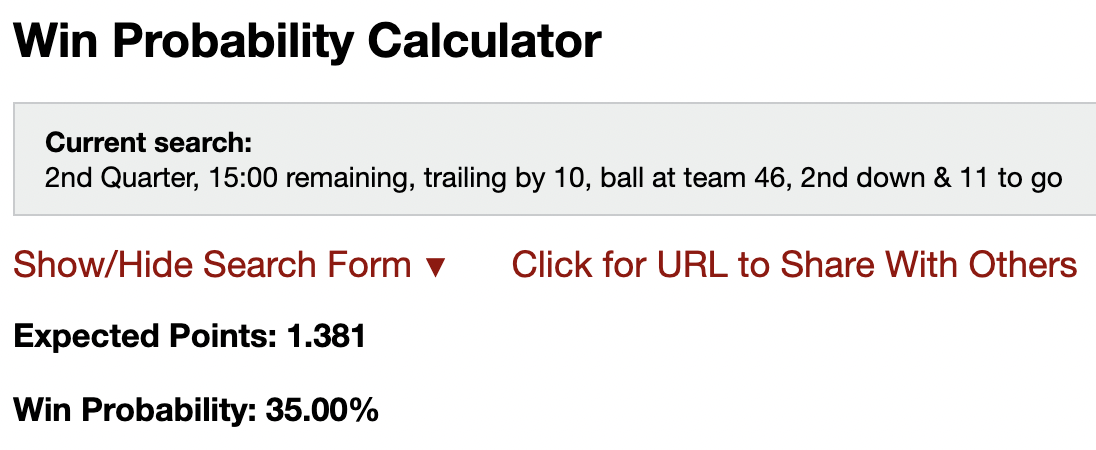 Win Probability Calculator
Current search:
2nd Quarter, 15:00 remaining, trailing by 10, ball at team 46, 2nd down & 11 to go
Show/Hide Search Form ▼ Click for URL to Share With Others
Expected Points: 1.381
Win Probability: 35.00%